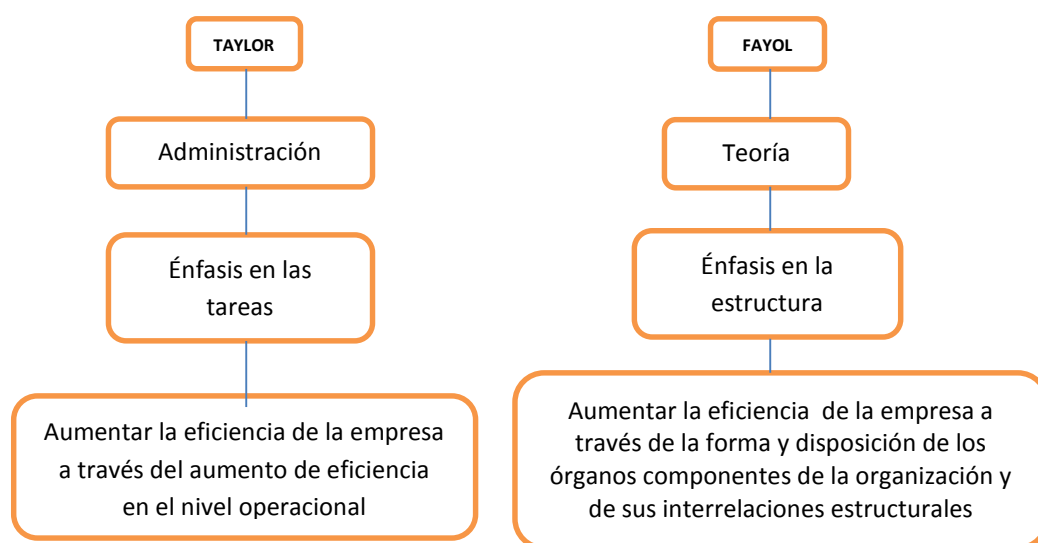 TAYLOR
Administración
Énfasis en las
tareas
Aumentar la eficiencia de la empresa
a través del aumento de eficiencia
en el nivel operacional
FAYOL
Teoría
Énfasis en la
estructura
Aumentar la eficiencia de la empresa a
través de la forma y disposición de los
órganos componentes de la organización y
de sus interrelaciones estructurales